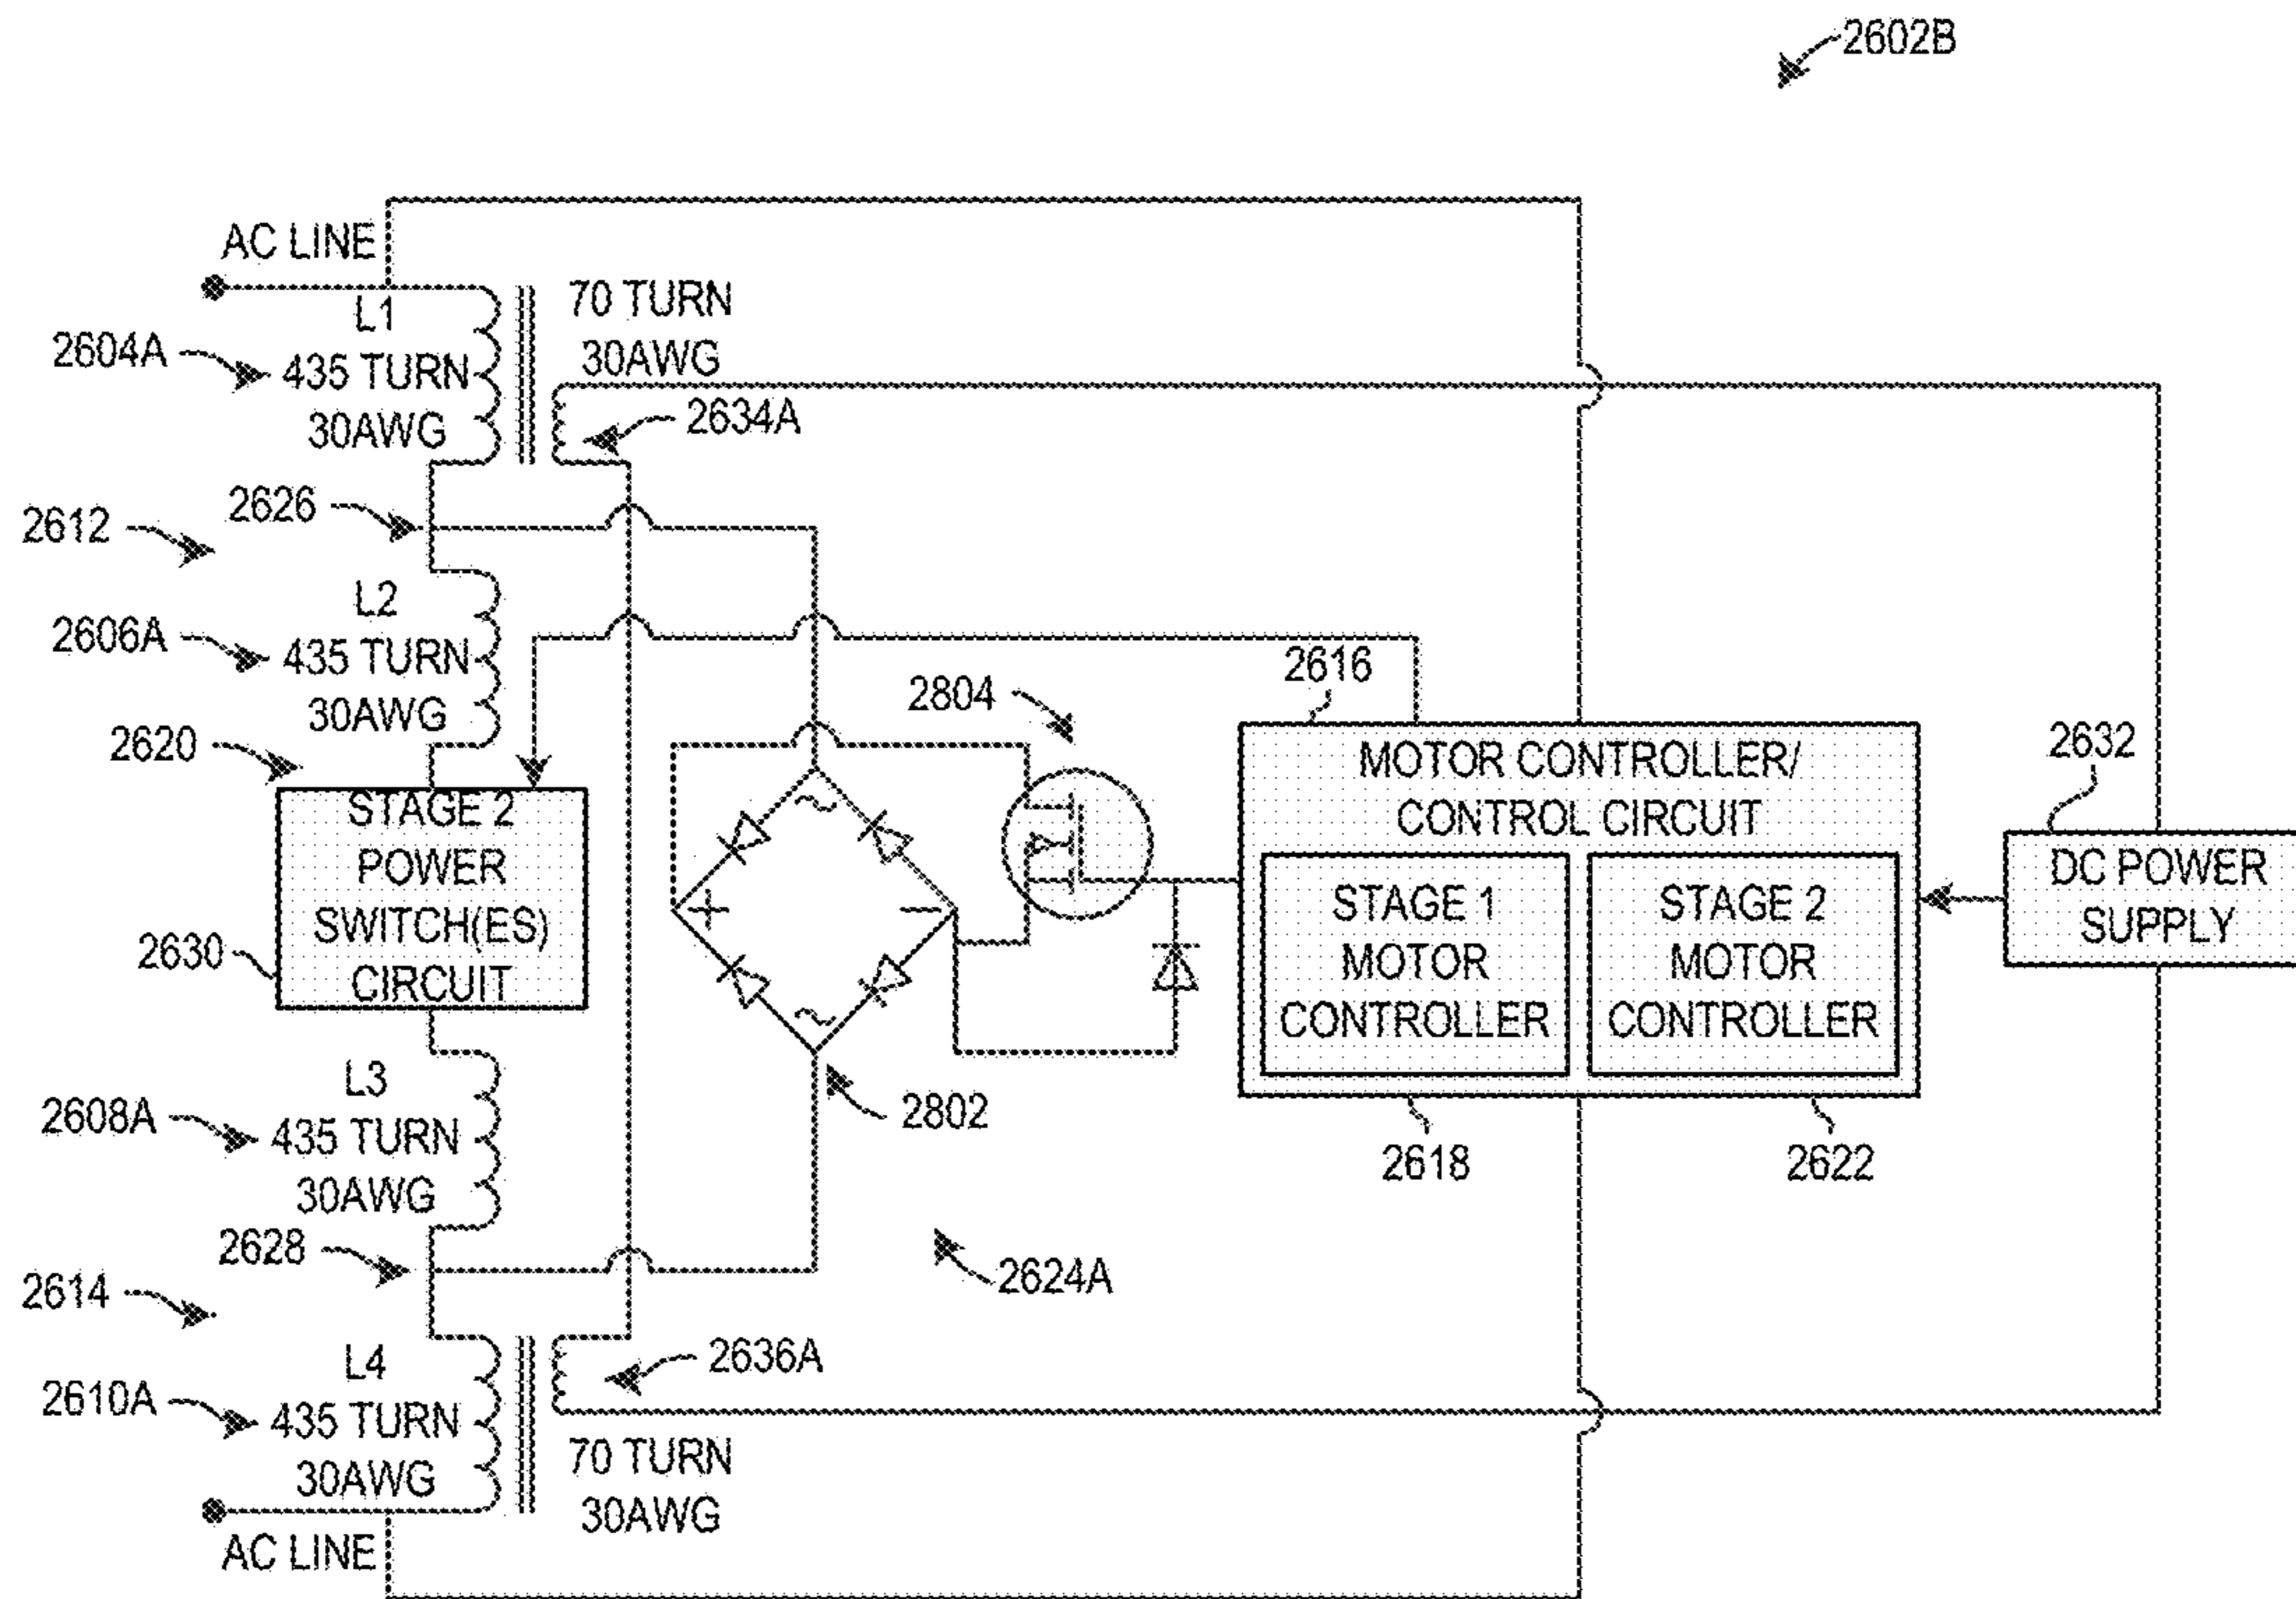 2602B
AC LINE
L1
2604A
435 TURN
30AWG
70 TURN
30AWG
2634A
2626
2612
L2
2606A
435 TURN
30AWG
2620
STAGE 2
POWER
SWITCH(ES)
CIRCUIT
2630
2804
2616
MOTOR CONTROLLER/
CONTROL CIRCUIT
STAGE 1
MOTOR
CONTROLLER
STAGE 2
MOTOR
CONTROLLER
2632
DC POWER
SUPPLY
~
+
−
~
2802
2618
2622
L3
2608A
435 TURN
30AWG
2628
2624A
2614
L4
2610A
435 TURN
30AWG
2636A
70 TURN
30AWG
AC LINE